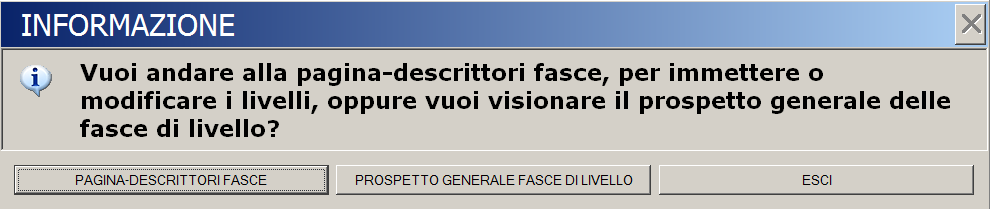 INFORMAZIONE
Vuoi andare alla pagina-descrittori fasce, per immettere o
modificare i livelli, oppure vuoi visionare il prospetto generale delle
fasce di livello?
PAGINA-DESCRITTORI FASCE
PROSPETTO GENERALE FASCE DI LIVELLO
ESCI